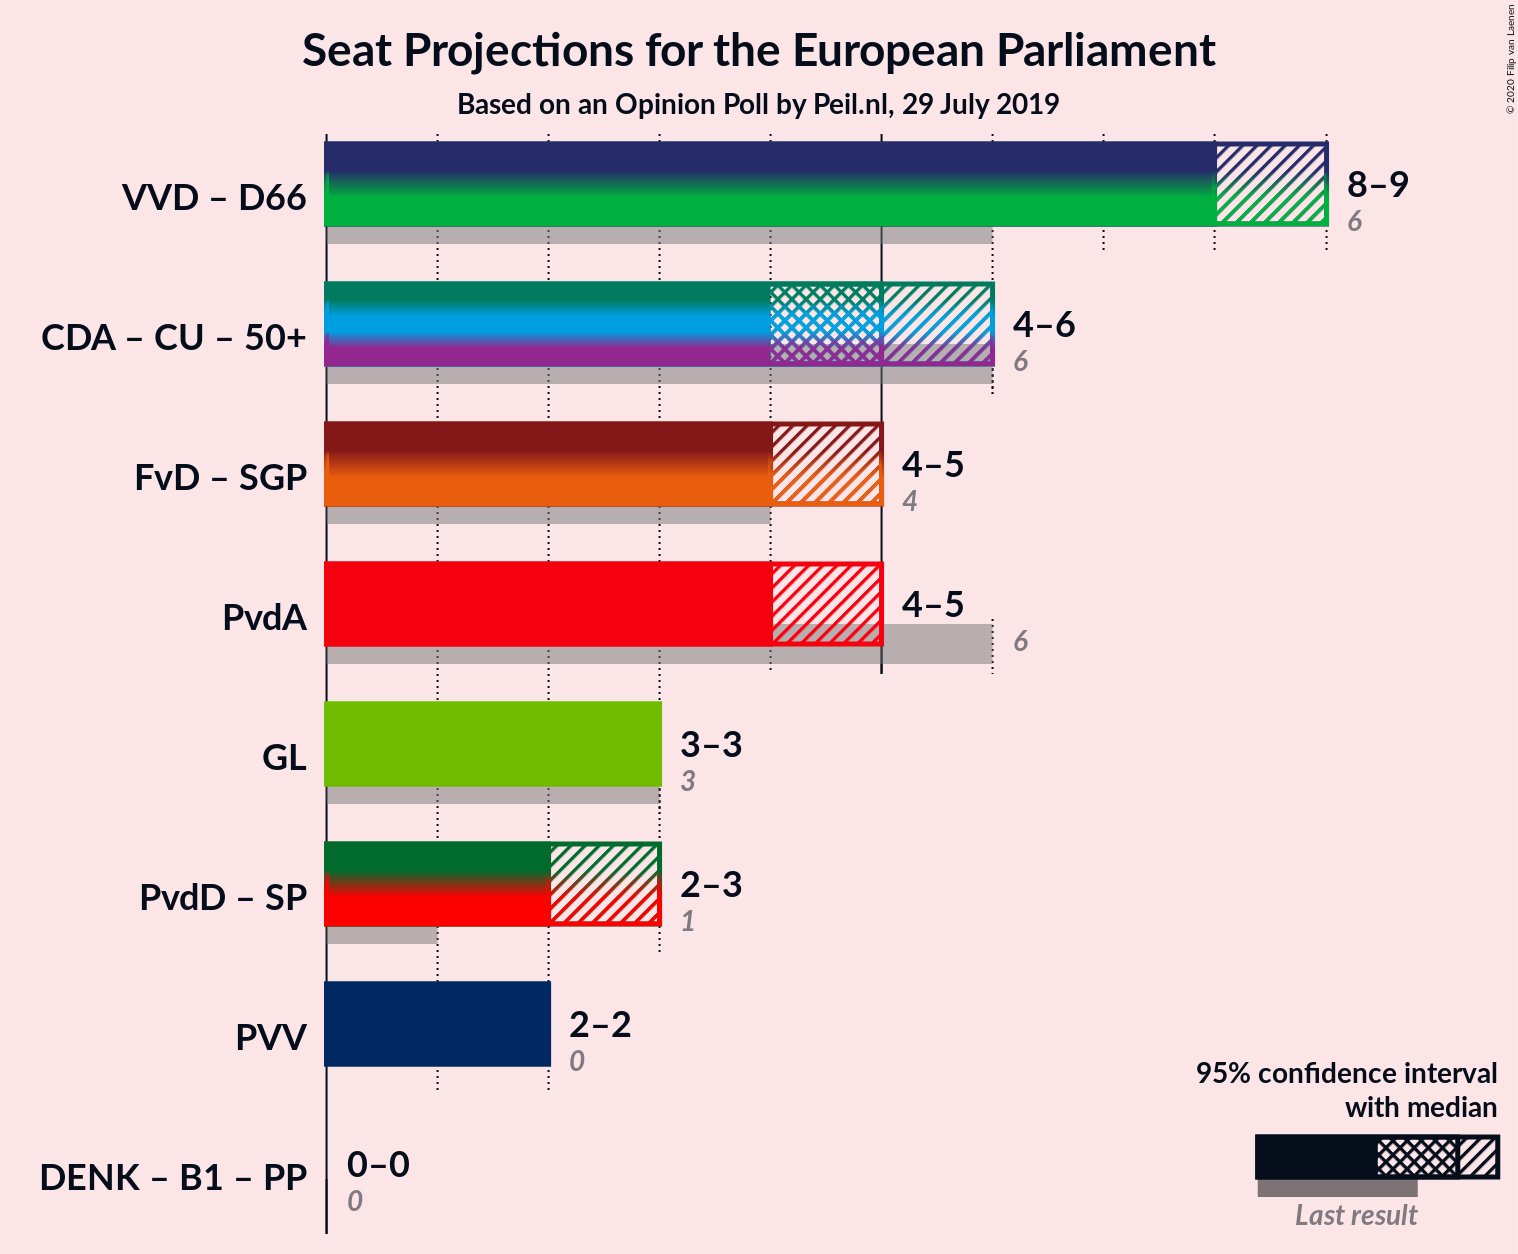 Seat Projections for the European Parliament
Based on an Opinion Poll by Peil.nl, 29 July 2019
© 2020 Filip van Laenen
VVD – D66
8–9
6
CDA – CU – 50+
4–6
6
FvD – SGP
4–5
4
PvdA
4–5
6
GL
3–3
3
PvdD – SP
2–3
1
PVV
2–2
0
DENK – B1 – PP
0–0
0
95% confidence interval
with median
Last result